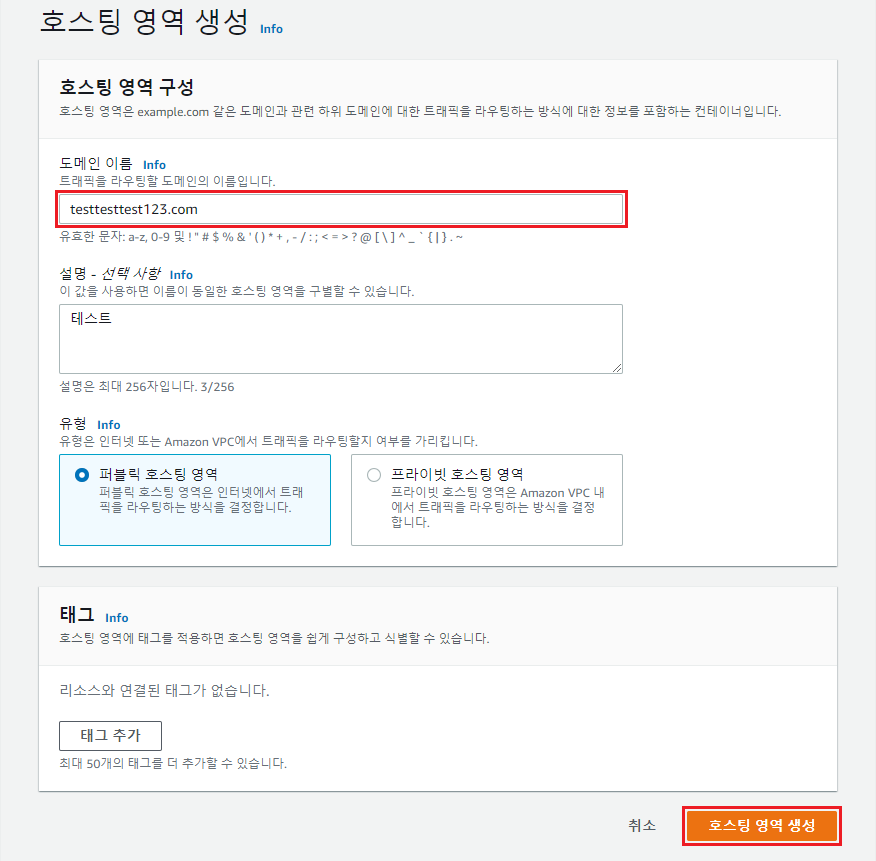 호스팅 영역 생성 Info
호스팅 영역 구성
호스팅 영역은 example.com 같은 도메인과 관련 하위 도메인에 대한 트래픽을 라우팅하는 방식에 대한 정보를 포함하는 컨테이너입니다.
도메인 이름 Info
트래픽을 라우팅할 도메인의 이름입니다.
testtesttest123.com
유효한 문자: a-z, 0-9 및 ! " # $ % & ' ( ) * + , - / : ; < = > ? @ [ \ ] ^ _ ` { | } . ~
설명 - 선택 사항 Info
이 값을 사용하면 이름이 동일한 호스팅 영역을 구별할 수 있습니다.
테스트
설명은 최대 256자입니다. 3/256
유형 Info
유형은 인터넷 또는 Amazon VPC에서 트래픽을 라우팅할지 여부를 가리킵니다.
퍼블릭 호스팅 영역
퍼블릭 호스팅 영역은 인터넷에서 트래
픽을 라우팅하는 방식을 결정합니다.
프라이빗 호스팅 영역
프라이빗 호스팅 영역은 Amazon VPC 내
에서 트래픽을 라우팅하는 방식을 결정
합니다.
태그 Info
호스팅 영역에 태그를 적용하면 호스팅 영역을 쉽게 구성하고 식별할 수 있습니다.
리소스와 연결된 태그가 없습니다.
태그 추가
최대 50개의 태그를 더 추가할 수 있습니다.
취소
호스팅 영역 생성